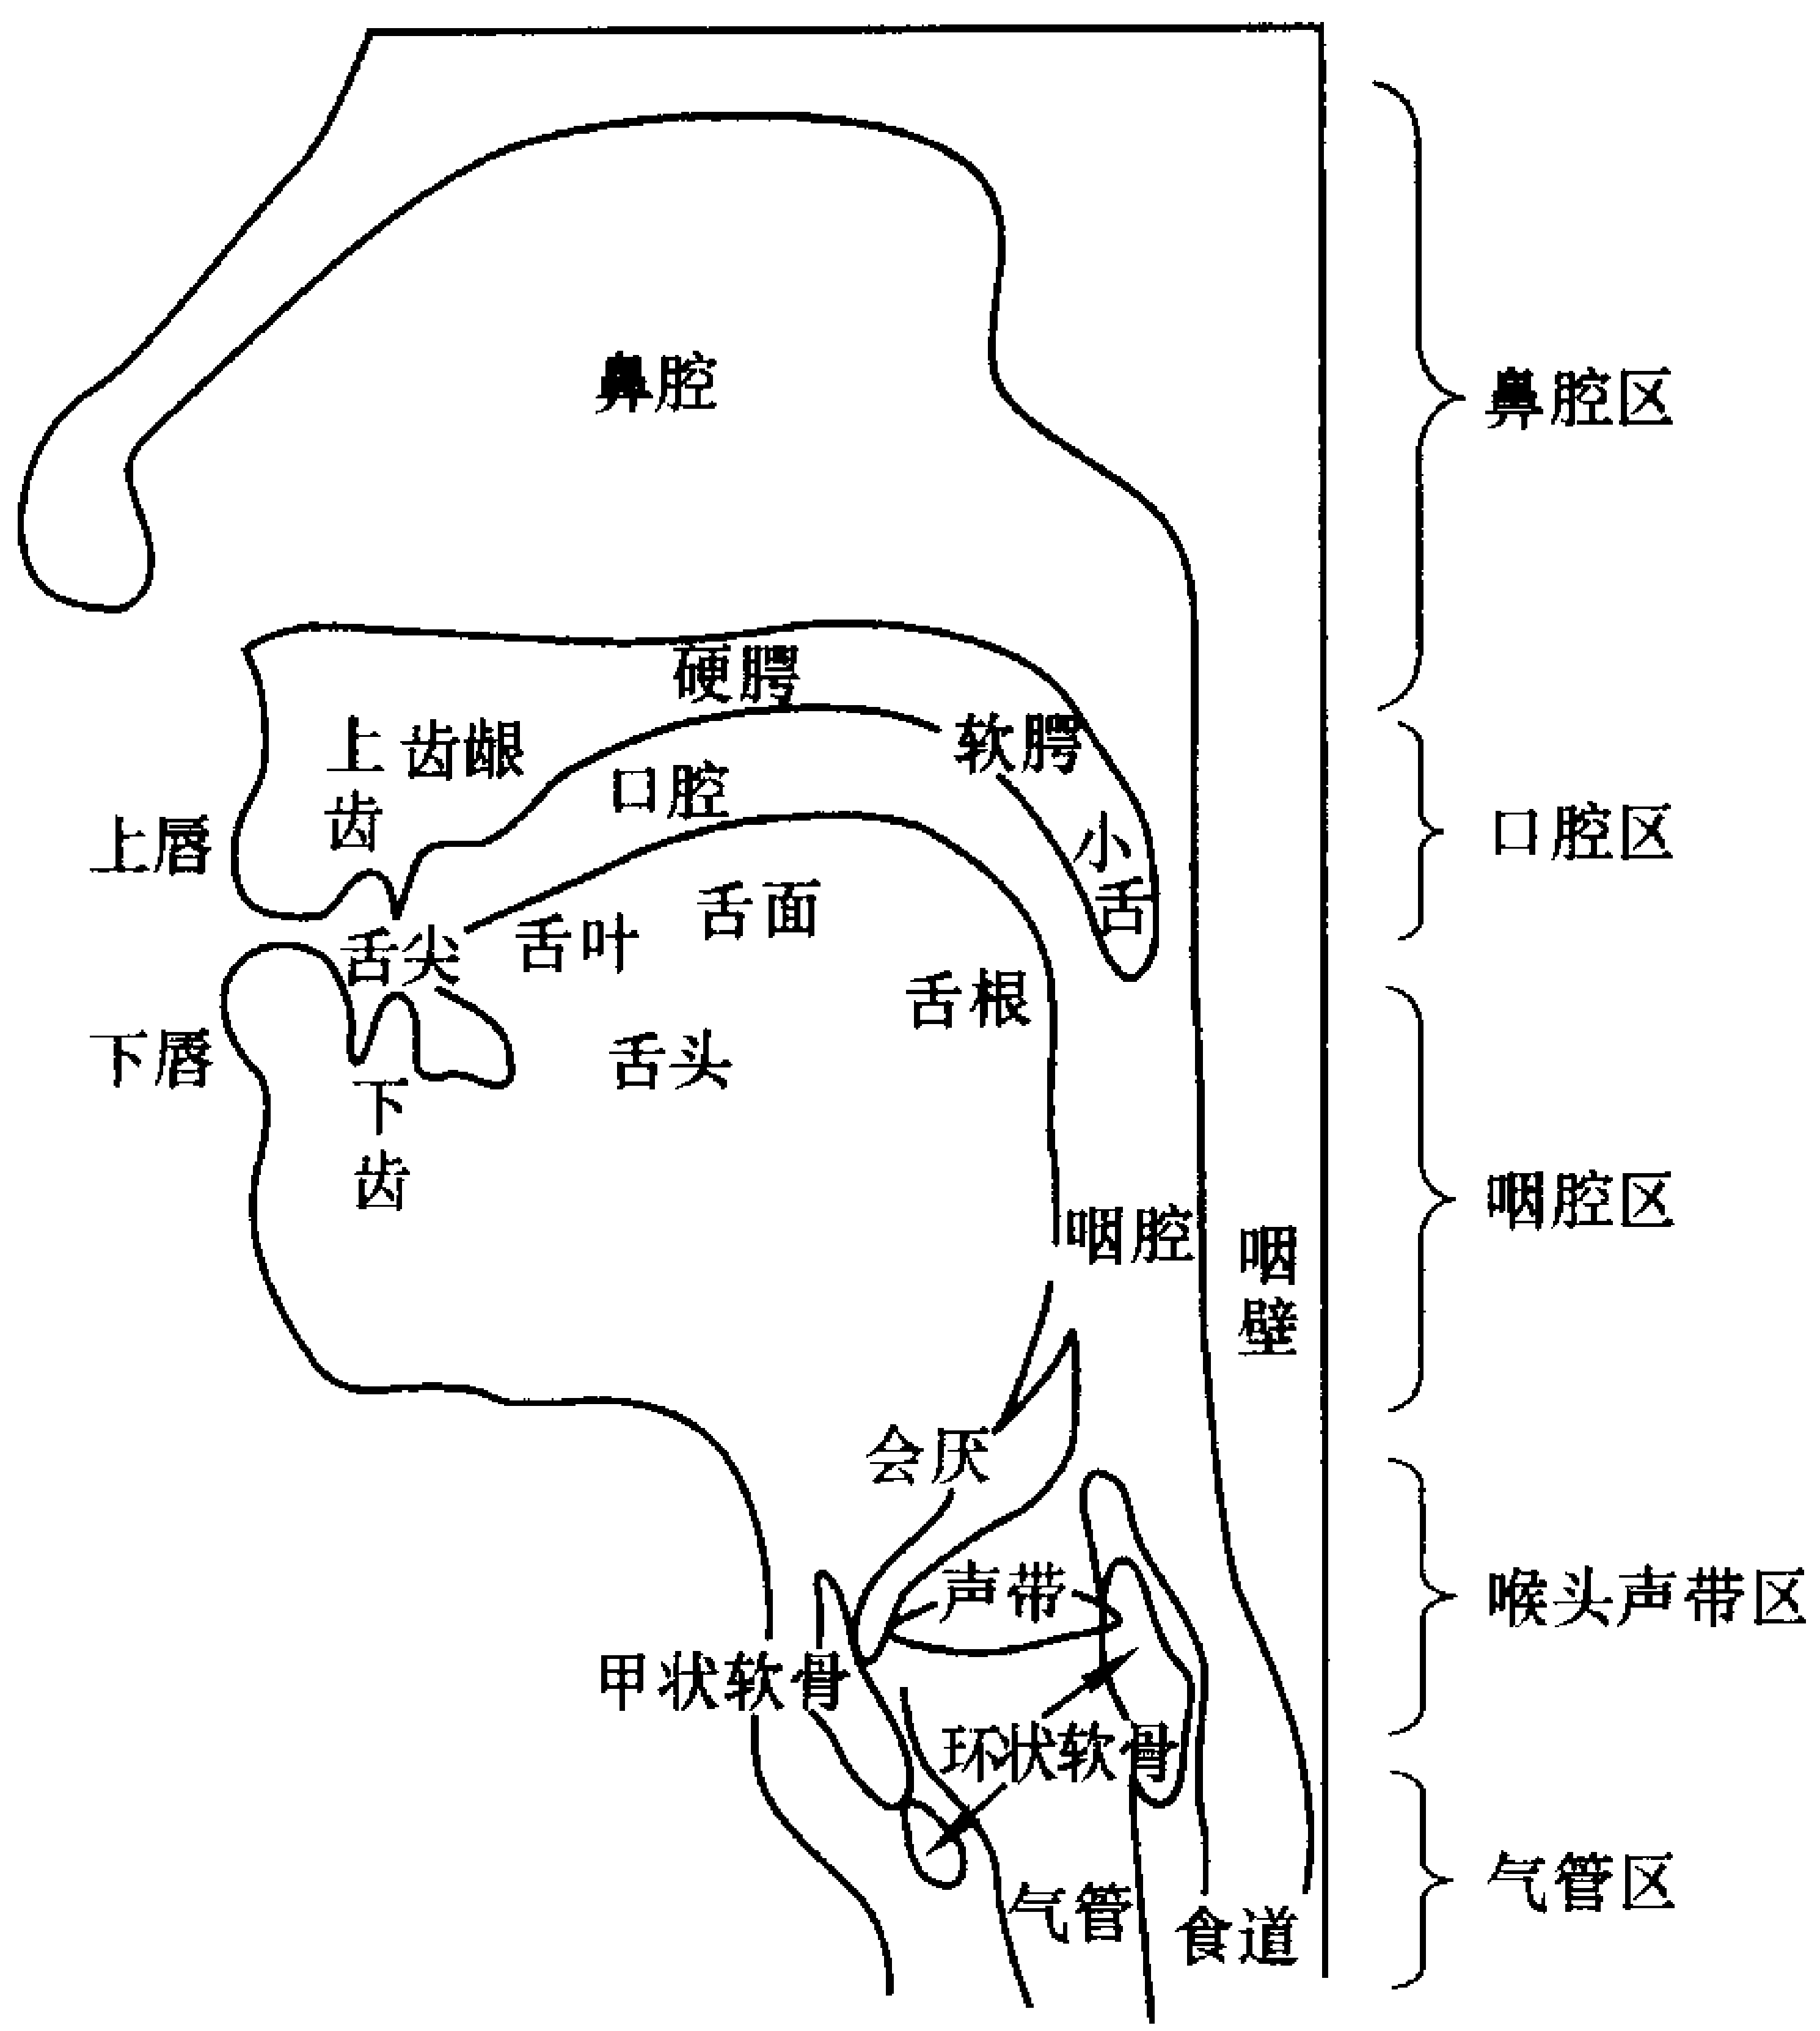 鼻腔
鼻腔区
硬腭
上齿
齿龈
软腭
口腔
小舌
上唇
口腔区
舌面
舌叶
舌尖
舌根
下唇
舌头
下齿
咽腔
咽壁
咽腔区
会厌
声带
喉头声带区
甲状软骨
环状软骨
气管
食道
气管区